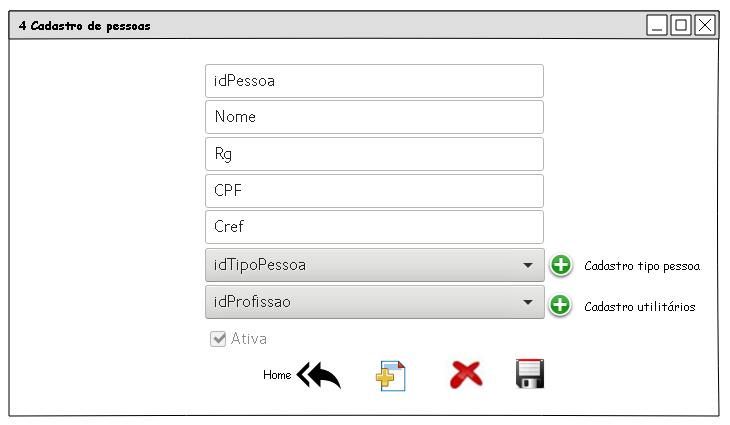 4 Cadastro de pessoas
idPessoa
Nome
Rg
CPF
Cref
idTipoPessoa
Cadastro tipo pessoa
idProfissao
Cadastro utilitários
Ativa
Home